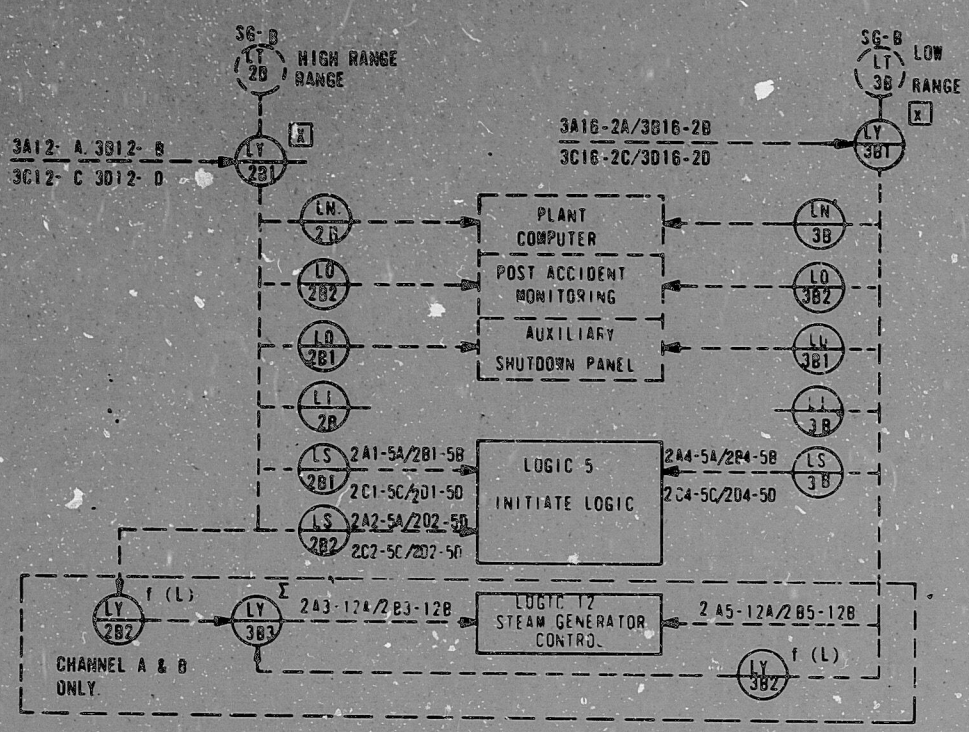 SG-B
LT
2B
HIGH RANGE
RANGE
SG-B
LT
3B
LOW
RANGE
X
X
3A12- A. 3B12- B
3C12- C 3D12- D
LY
2B1
3A16-2A/3B16-2B
3C16-2C/3D16-2D
LY
3B1
LN
2B
PLANT
COMPUTER
LN
3B
LQ
2B2
POST ACCIDENT
MONITORING
LQ
3B2
LQ
2B1
AUXILIARY
SHUTDOWN PANEL
3B1
LI
2B
LI
3B
LS
2B1
2A1-5A/2B1-5B
2C1-5C/2D1-5D
LOGIC 5
INITIATE LOGIC
2A4-5A/2B4-5B
2C4-5C/2D4-5D
LS
3B
LS
2B2
2A2-5A/2D2-5D
2C2-5C/2D2-5D
f (L)
LY
2B2
Σ
LY
3B3
2A3-12A/2B3-12B
LOGIC 12
STEAM GENERATOR
CONTROL
2 A5-12A/2B5-12B
CHANNEL A & B
ONLY.
LY
3B2
f (L)